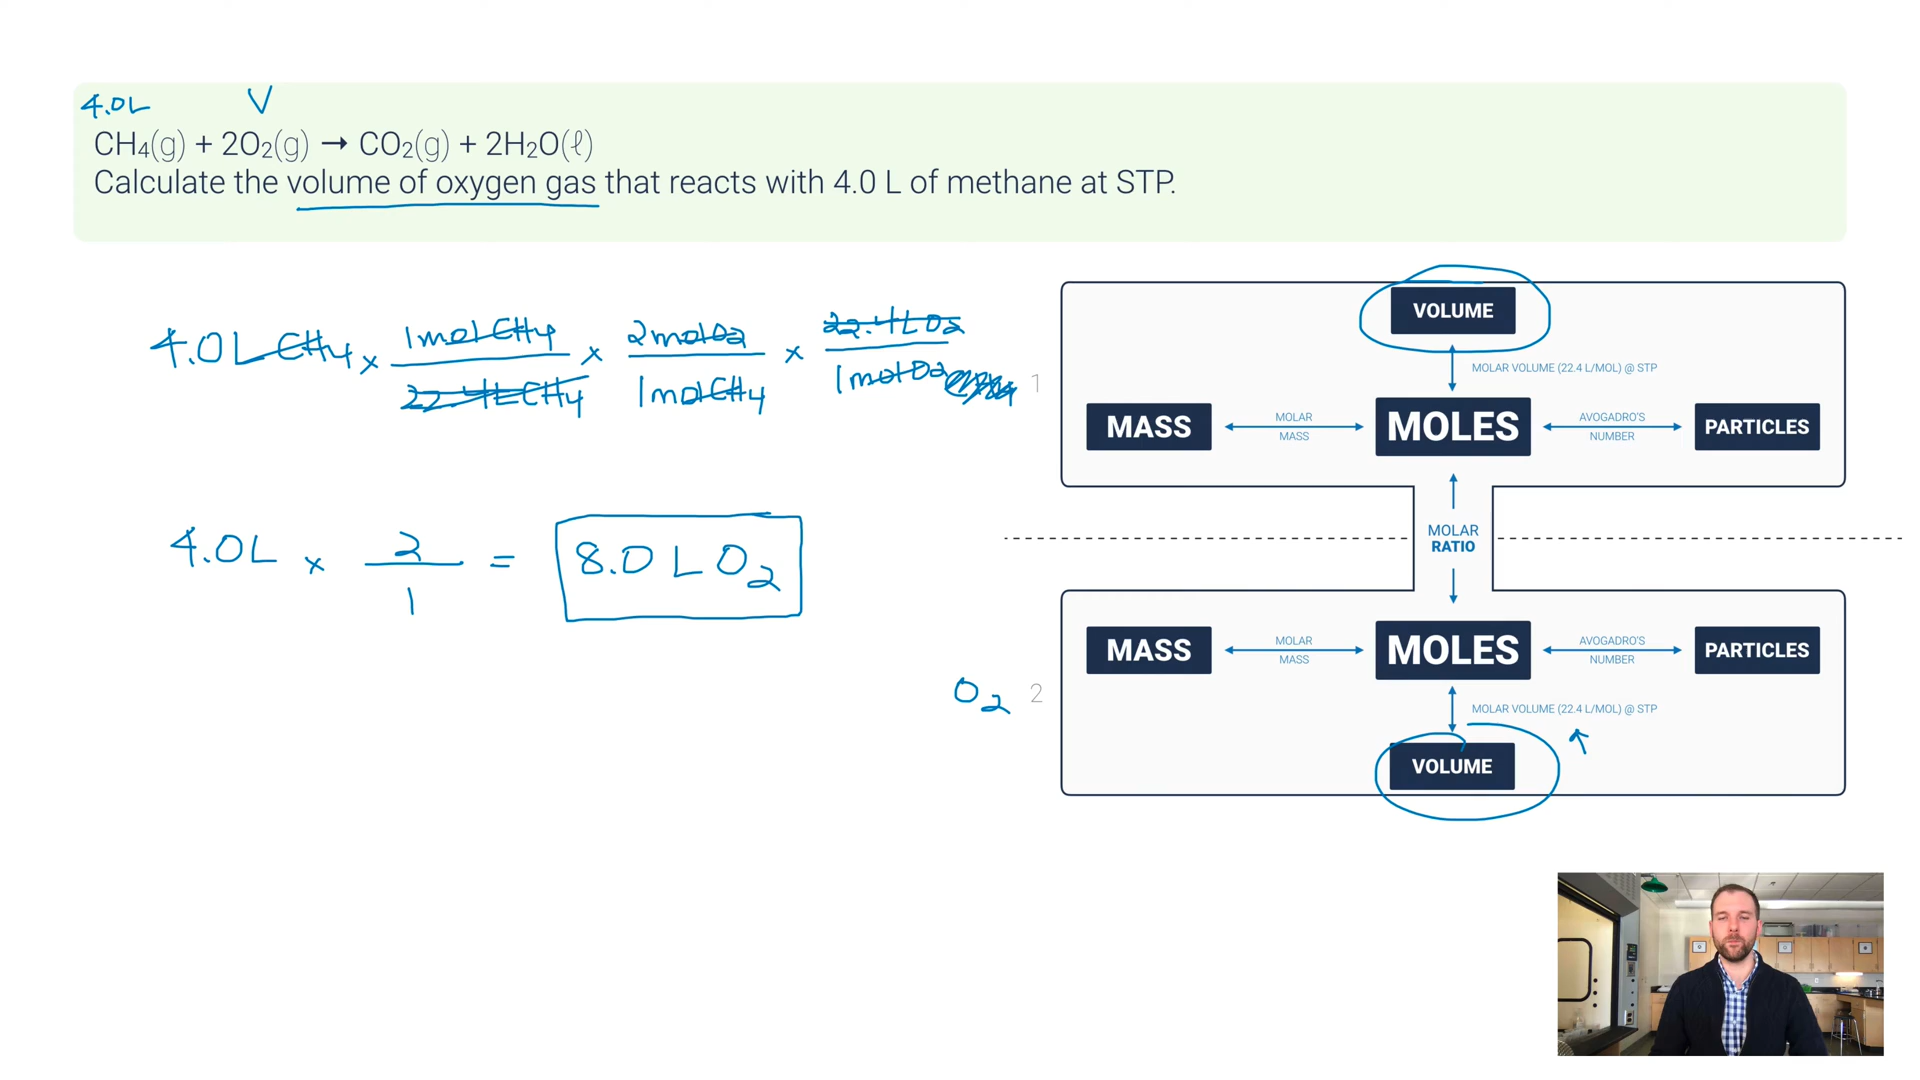 4.0L V
CH₄(g) + 2O₂(g) → CO₂(g) + 2H₂O(ℓ)
Calculate the volume of oxygen gas that reacts with 4.0 L of methane at STP.
4.0 L CH4 × 1 mol CH4 / 22.4 L CH4 × 2 mol O2 / 1 mol CH4 × 22.4 L O2 / 1 mol O2
4.0L × 2 / 1 = 8.0 L O2
1
VOLUME
MOLAR VOLUME (22.4 L/MOL) @ STP
MASS
MOLAR
MASS
MOLES
AVOGADRO'S
NUMBER
PARTICLES
MOLAR
RATIO
O2 2
MASS
MOLAR
MASS
MOLES
AVOGADRO'S
NUMBER
PARTICLES
MOLAR VOLUME (22.4 L/MOL) @ STP
VOLUME